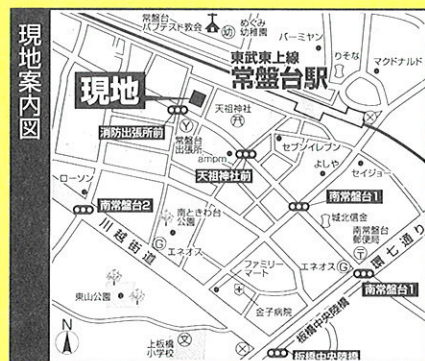 現地案内図
常盤台
バプテスト教会
めぐみ
幼稚園
幼
バーミヤン
りそな
マクドナルド
東武東上線
常盤台駅
現地
天祖神社
消防出張所前
常盤台
出張所
ampm
天祖神社前
セブンイレブン
よしや
セイジョー
ローソン
南常盤台2
南ときわ台
公園
南常盤台1
城北信金
南常盤台
郵便局
環七通り
川越街道
G
エネオス
ファミリー
マート
エネオス
G
南常盤台1
東山公園
金子病院
板橋中央陸橋
N
上板橋
小学校
文
板橋中央陸橋